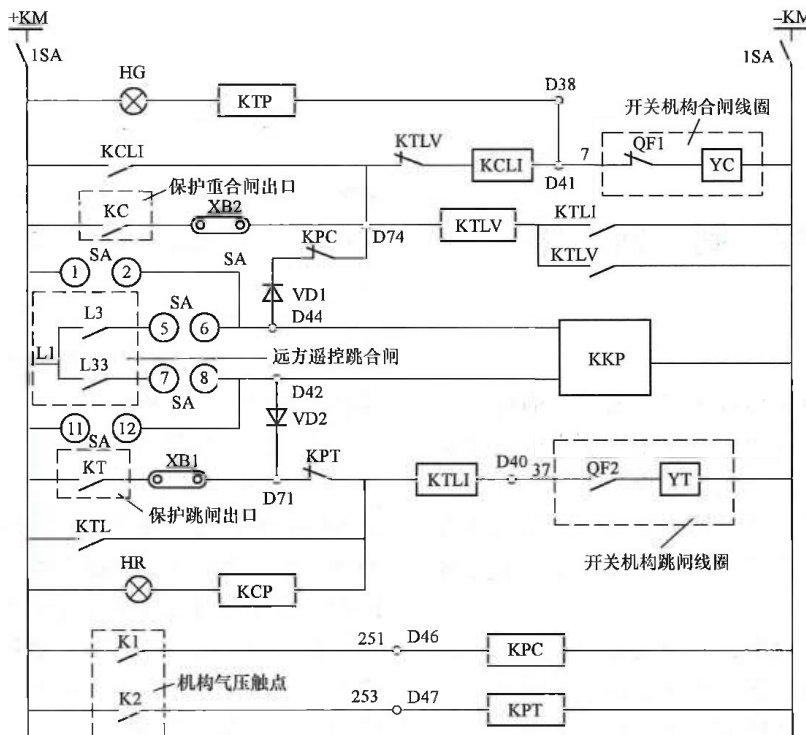 +KM
-KM
1SA
1SA
HG
KTP
D38
开关机构合闸线圈
KCLI
KTLV
KCLI
D41
7
QF1
YC
保护重合闸出口
KC
XB2
D74
KTLV
KTLI
KTLV
KPC
SA
1
2
SA
VD1
D44
L3
SA
5
6
L1
远方遥控跳合闸
KKP
L33
7
8
SA
D42
11
12
VD2
SA
KT
XB1
D71
KPT
KTLI
D40
37
QF2
YT
保护跳闸出口
KTL
开关机构跳闸线圈
HR
KCP
K1
251
D46
KPC
机构气压触点
K2
253
D47
KPT